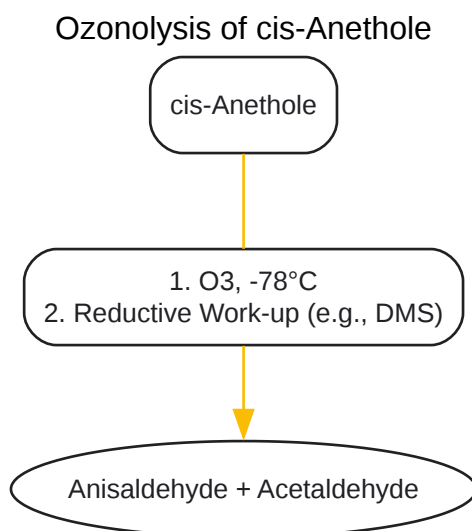 Ozonolysis of cis-Anethole
cis-Anethole
1. O3, -78°C
2. Reductive Work-up (e.g., DMS)
Anisaldehyde + Acetaldehyde